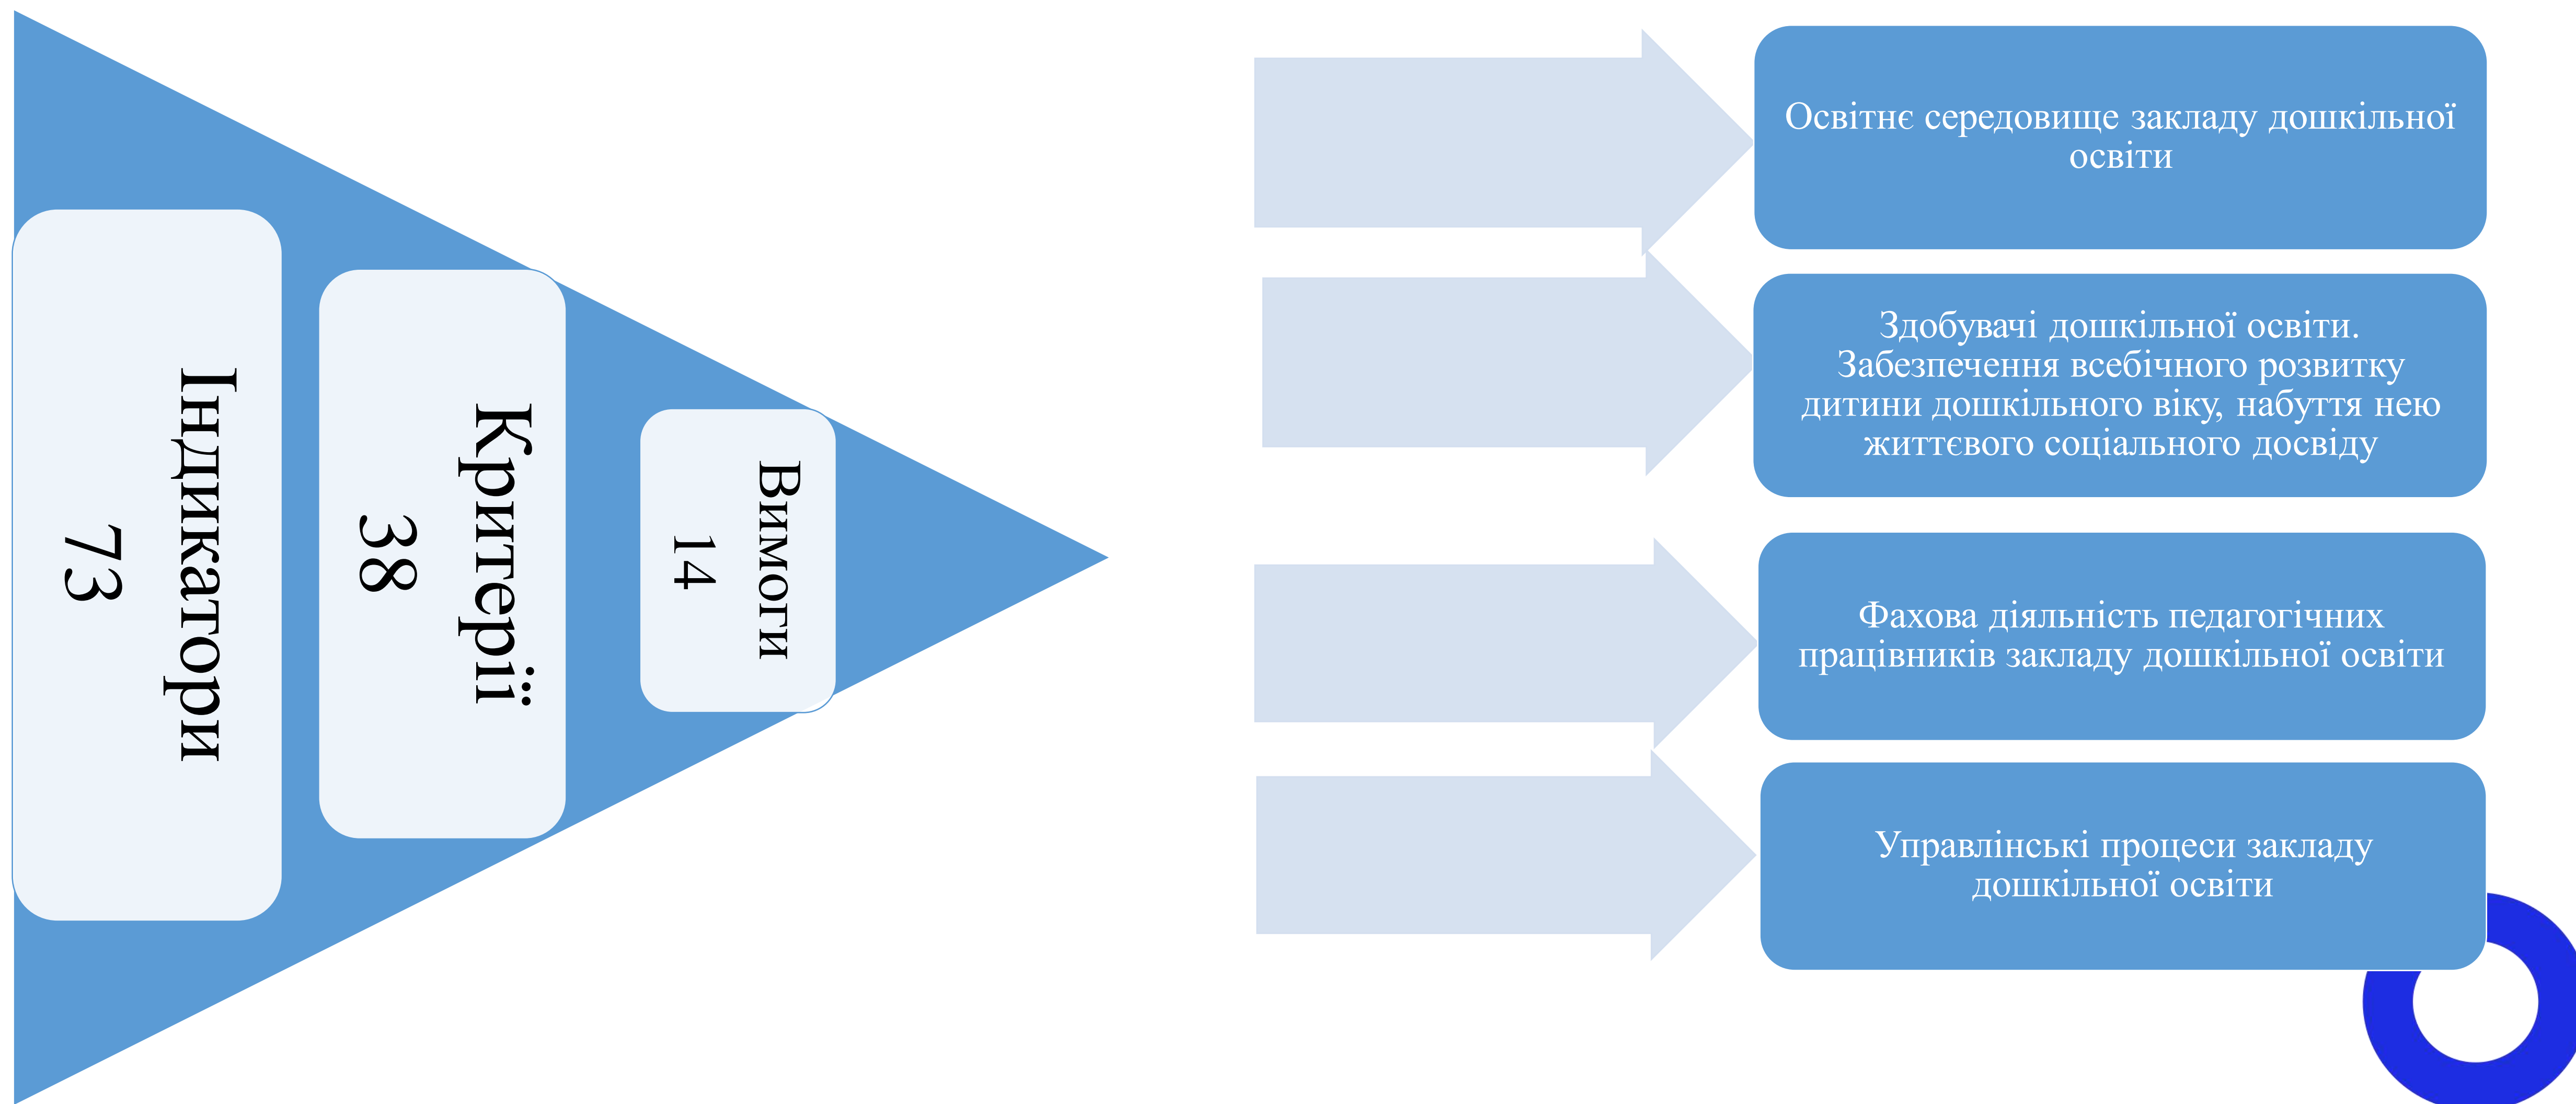 Індикатори
73
Критерії
38
Вимоги
14
Освітнє середовище закладу дошкільної
освіти
Здобувачі дошкільної освіти.
Забезпечення всебічного розвитку
дитини дошкільного віку, набуття нею
життєвого соціального досвіду
Фахова діяльність педагогічних
працівників закладу дошкільної освіти
Управлінські процеси закладу
дошкільної освіти